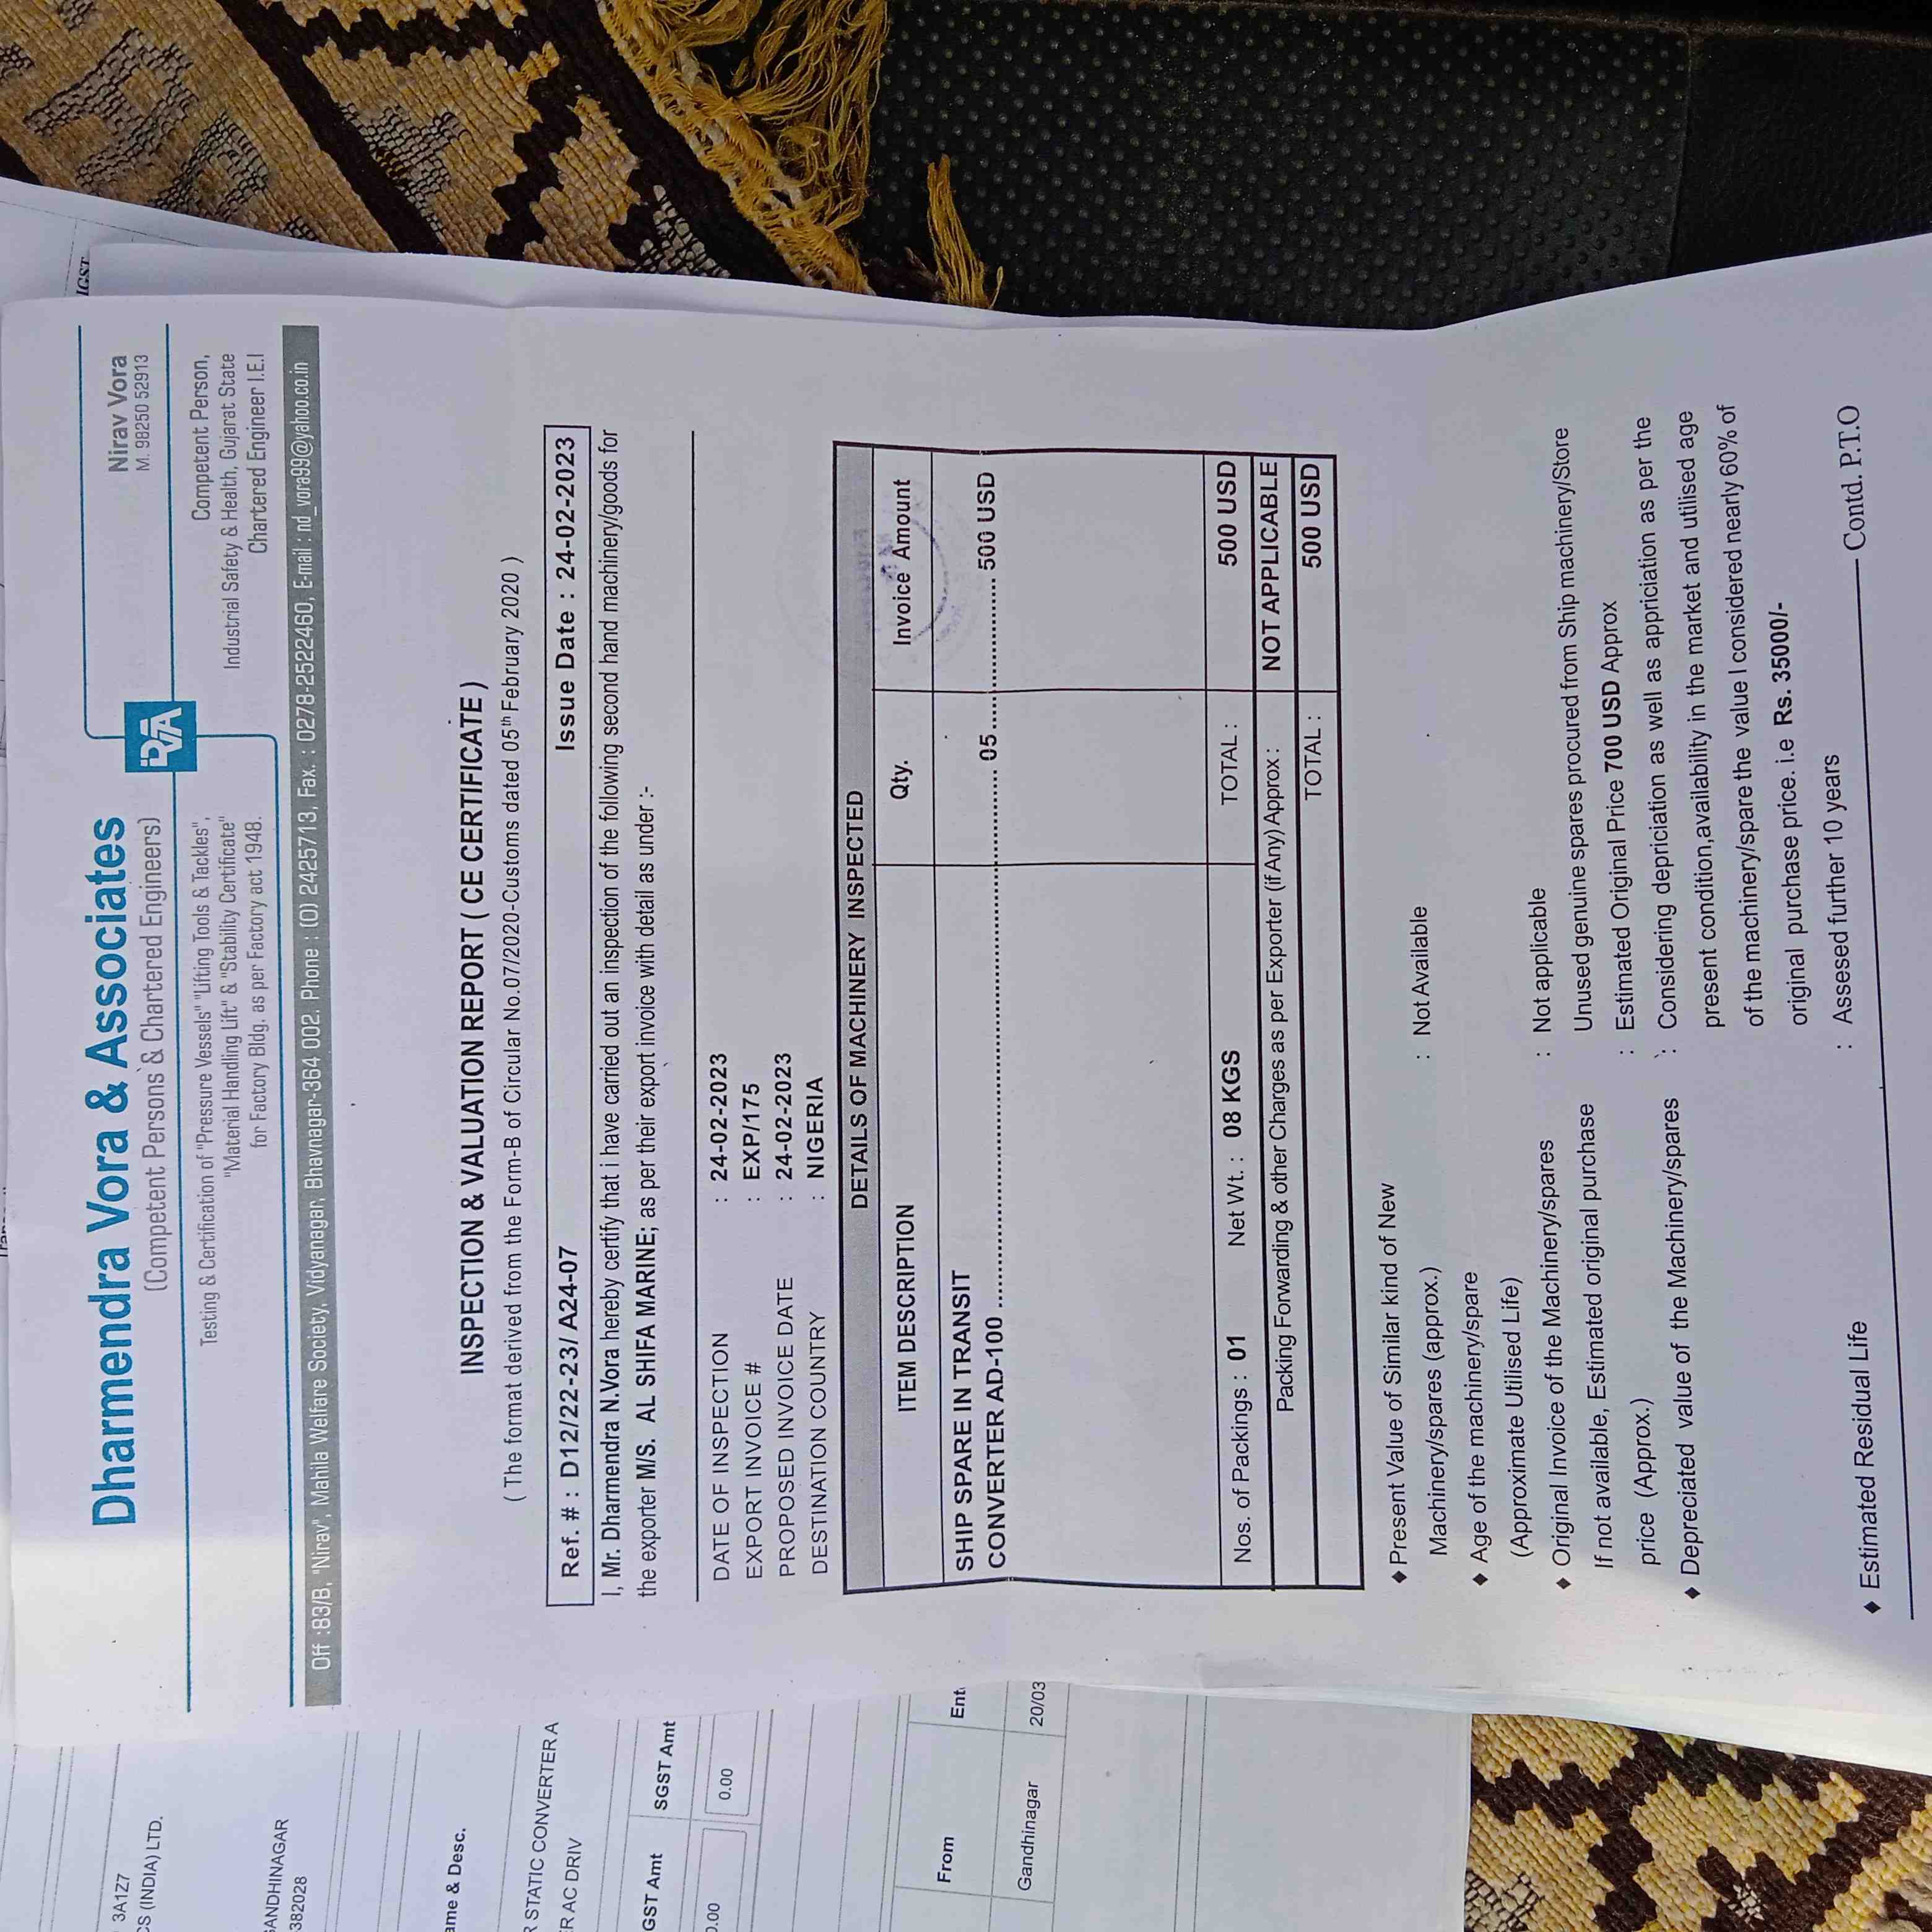 Dharmendra Vora & Associates
(Competent Persons & Chartered Engineers)
Nirav Vora
M. 98250 52913
Testing & Certification of "Pressure Vessels" "Lifting Tools & Tackles",
"Material Handling Lift" & "Stability Certificate"
for Factory Bldg. as per Factory act 1948.
Competent Person,
Industrial Safety & Health, Gujarat State
Chartered Engineer I.E.I
Off :B3/B, "Nirav", Mahila Welfare Society, Vidyanagar, Bhavnagar-364 002. Phone : (O) 2425713, Fax. : 0278-2522460, E-mail : nd_vora99@yahoo.co.in
INSPECTION & VALUATION REPORT ( CE CERTIFICATE )
( The format derived from the Form-B of Circular No.07/2020-Customs dated 05th February 2020 )
Ref. # : D12/22-23/ A24-07 Issue Date : 24-02-2023
I, Mr. Dharmendra N.Vora hereby certify that i have carried out an inspection of the following second hand machinery/goods for
the exporter M/S. AL SHIFA MARINE; as per their export invoice with detail as under :-
DATE OF INSPECTION : 24-02-2023
EXPORT INVOICE # : EXP/175
PROPOSED INVOICE DATE : 24-02-2023
DESTINATION COUNTRY : NIGERIA
DETAILS OF MACHINERY INSPECTED
ITEM DESCRIPTION Qty. Invoice Amount
SHIP SPARE IN TRANSIT
CONVERTER AD-100 ........ 05 ........ 500 USD
Nos. of Packings : 01 Net Wt. : 08 KGS TOTAL : 500 USD
Packing Forwarding & other Charges as per Exporter (if Any) Approx : NOT APPLICABLE
TOTAL : 500 USD
♦ Present Value of Similar kind of New : Not Available
Machinery/spares (approx.)
♦ Age of the machinery/spare
(Approximate Utilised Life)
♦ Original Invoice of the Machinery/spares : Not applicable
Unused genuine spares procured from Ship machinery/Store
If not available, Estimated original purchase : Estimated Original Price 700 USD Approx
price (Approx.)
♦ Depreciated value of the Machinery/spares : Considering depriciation as well as appriciation as per the
present condition,availability in the market and utilised age
of the machinery/spare the value I considered nearly 60% of
original purchase price. i.e Rs. 35000/-
♦ Estimated Residual Life : Assesed further 10 years
Contd. P.T.O
IGST
3A1Z7
CS (INDIA) LTD.
GANDHINAGAR
382028
ame & Desc.
R STATIC CONVERTER A
R AC DRIV
GST Amt SGST Amt
0.00 0.00
From
Gandhinagar 20/03